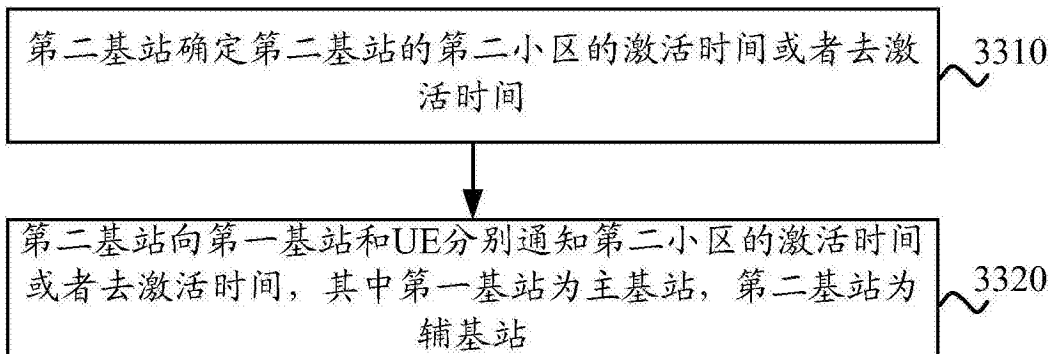 第二基站确定第二基站的第二小区的激活时间或者去激
活时间
3310
第二基站向第一基站和UE分别通知第二小区的激活时间
或者去激活时间，其中第一基站为主基站，第二基站为
辅基站
3320